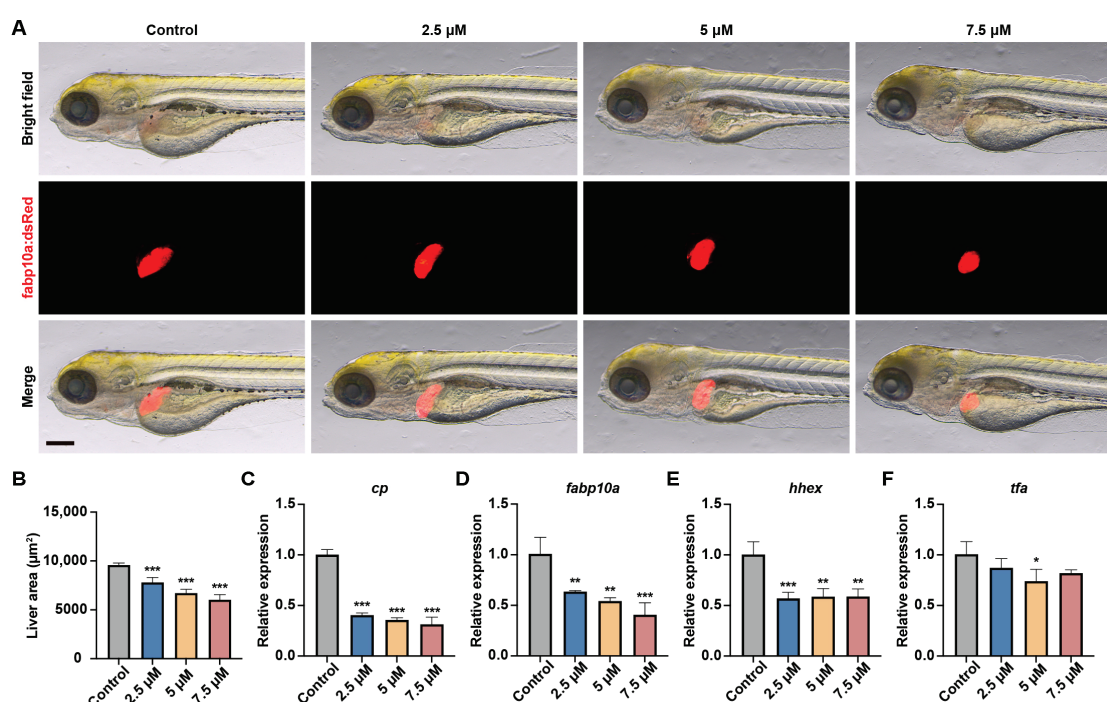 A
Control
2.5 µM
5 µM
7.5 µM
Bright field
fabp10a:dsRed
Merge
B
Liver area (µm²)
15,000
10,000
5000
0
***
***
***
Control
2.5 µM
5 µM
7.5 µM
C
cp
Relative expression
1.5
1.0
0.5
0.0
***
***
***
Control
2.5 µM
5 µM
7.5 µM
D
fabp10a
Relative expression
1.5
1.0
0.5
0.0
**
**
***
Control
2.5 µM
5 µM
7.5 µM
E
hhex
Relative expression
1.5
1.0
0.5
0.0
***
**
**
Control
2.5 µM
5 µM
7.5 µM
F
tfa
Relative expression
1.5
1.0
0.5
0.0
*
Control
2.5 µM
5 µM
7.5 µM